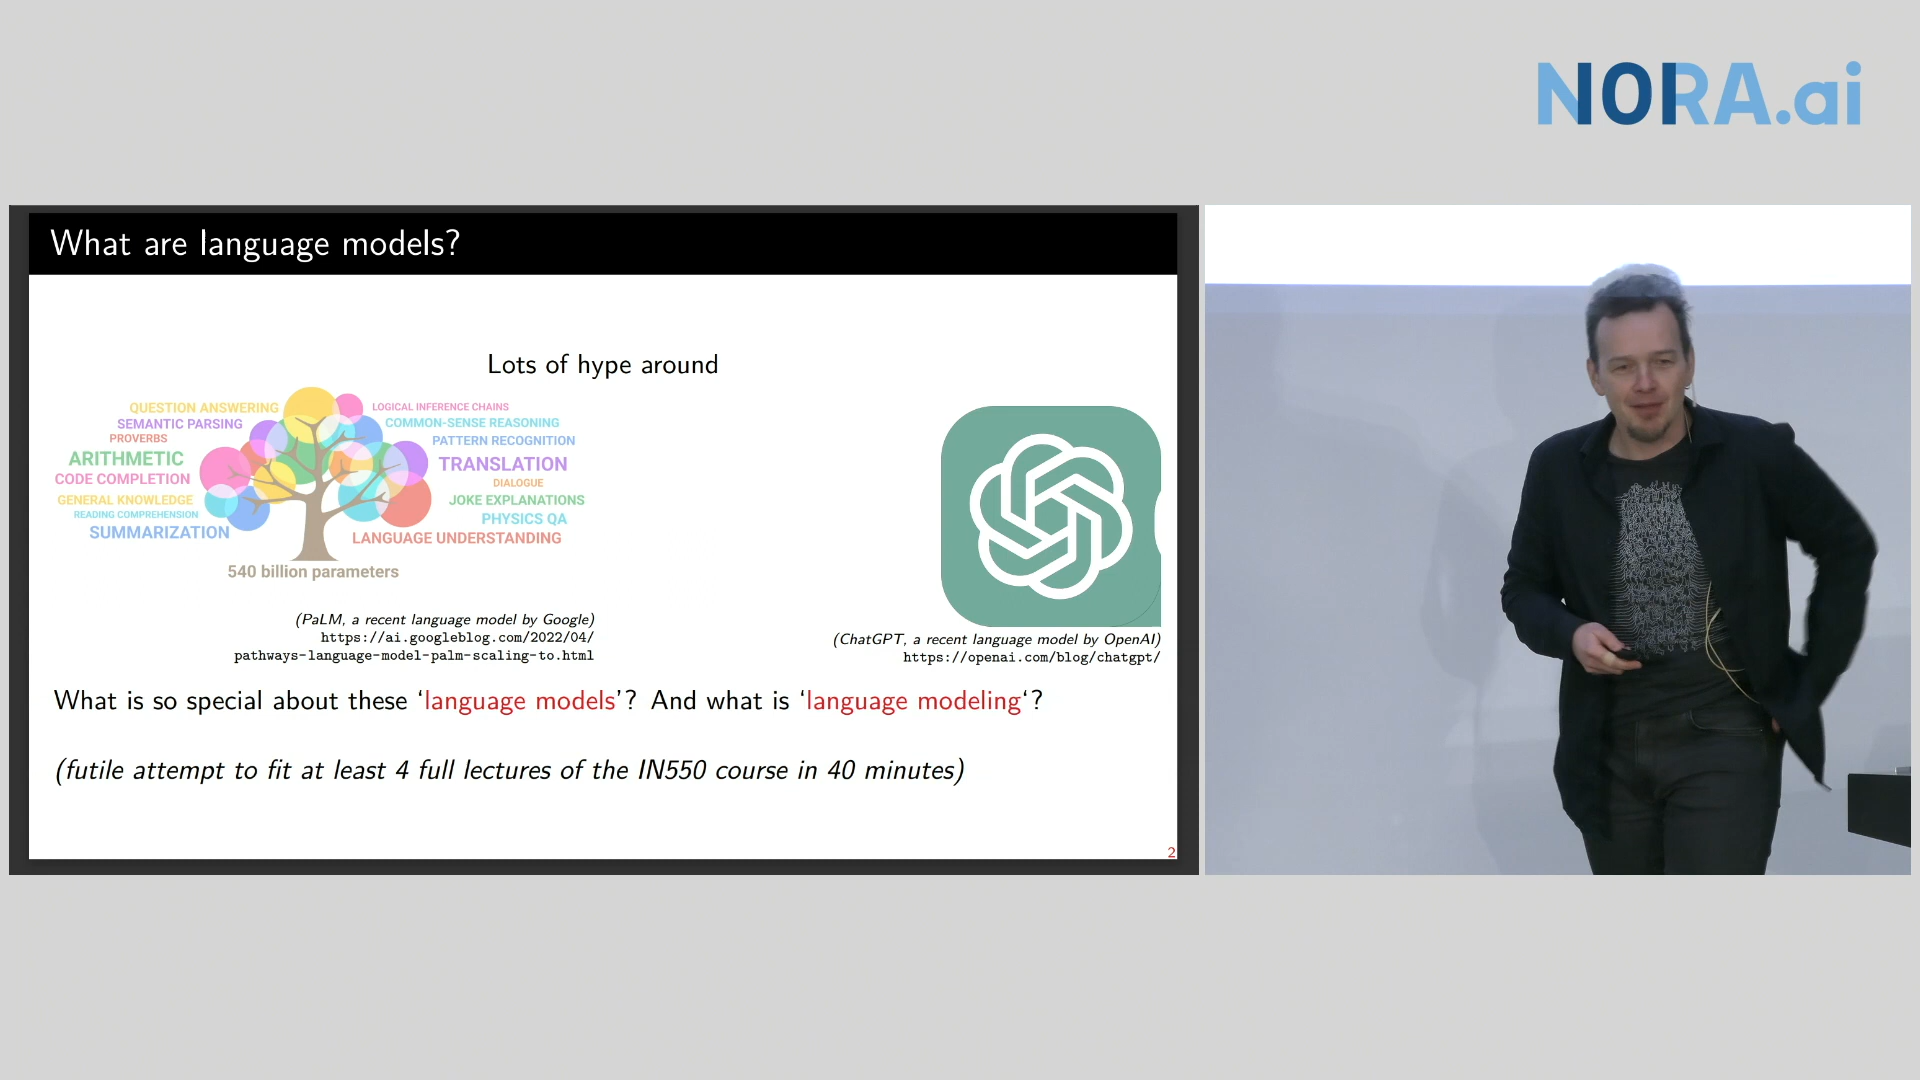 NORA.ai
What are language models?
Lots of hype around
QUESTION ANSWERING
SEMANTIC PARSING
PROVERBS
ARITHMETIC
CODE COMPLETION
GENERAL KNOWLEDGE
READING COMPREHENSION
SUMMARIZATION
LOGICAL INFERENCE CHAINS
COMMON-SENSE REASONING
PATTERN RECOGNITION
TRANSLATION
DIALOGUE
JOKE EXPLANATIONS
PHYSICS QA
LANGUAGE UNDERSTANDING
540 billion parameters
(PaLM, a recent language model by Google)
https://ai.googleblog.com/2022/04/
pathways-language-model-palm-scaling-to.html
(ChatGPT, a recent language model by OpenAI)
https://openai.com/blog/chatgpt/
What is so special about these ‘language models’? And what is ‘language modeling‘?
(futile attempt to fit at least 4 full lectures of the IN550 course in 40 minutes)
2